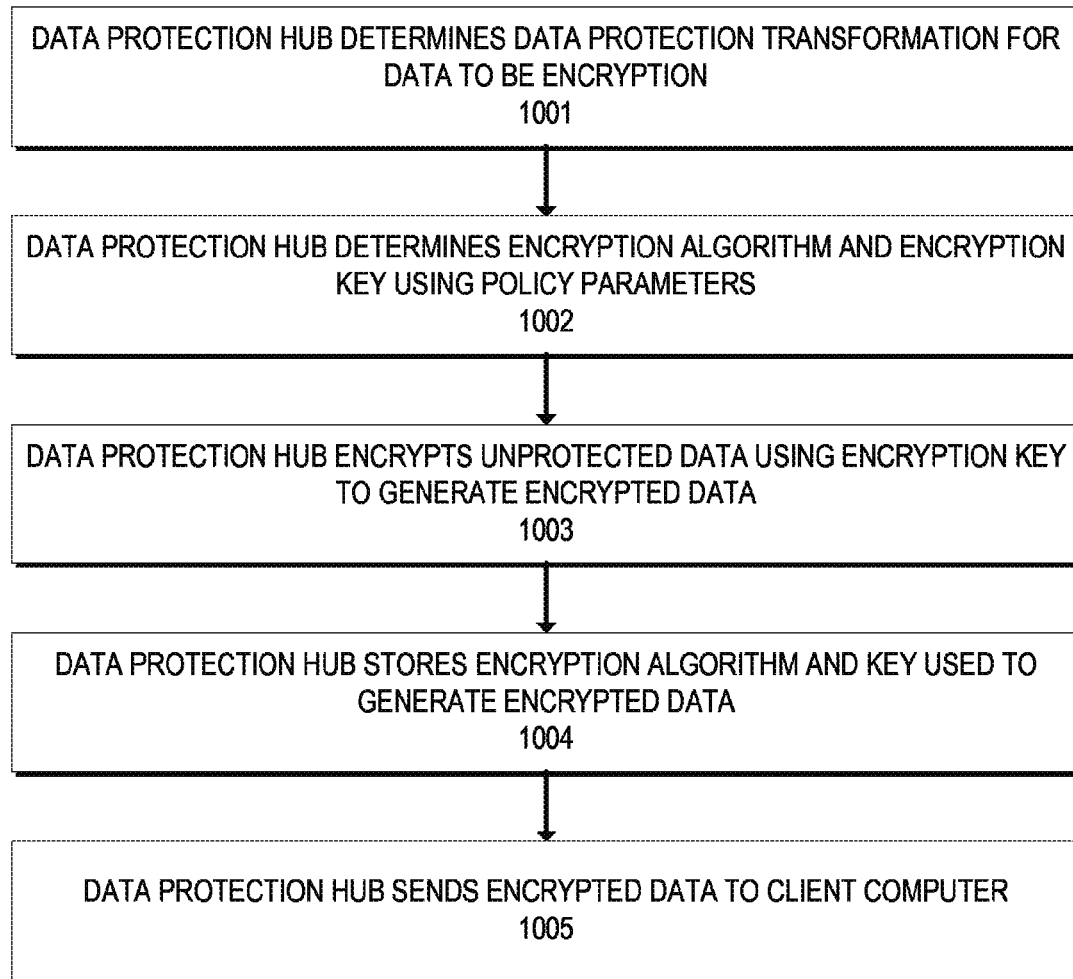 DATA PROTECTION HUB DETERMINES DATA PROTECTION TRANSFORMATION FOR
DATA TO BE ENCRYPTION
1001
DATA PROTECTION HUB DETERMINES ENCRYPTION ALGORITHM AND ENCRYPTION
KEY USING POLICY PARAMETERS
1002
DATA PROTECTION HUB ENCRYPTS UNPROTECTED DATA USING ENCRYPTION KEY
TO GENERATE ENCRYPTED DATA
1003
DATA PROTECTION HUB STORES ENCRYPTION ALGORITHM AND KEY USED TO
GENERATE ENCRYPTED DATA
1004
DATA PROTECTION HUB SENDS ENCRYPTED DATA TO CLIENT COMPUTER
1005